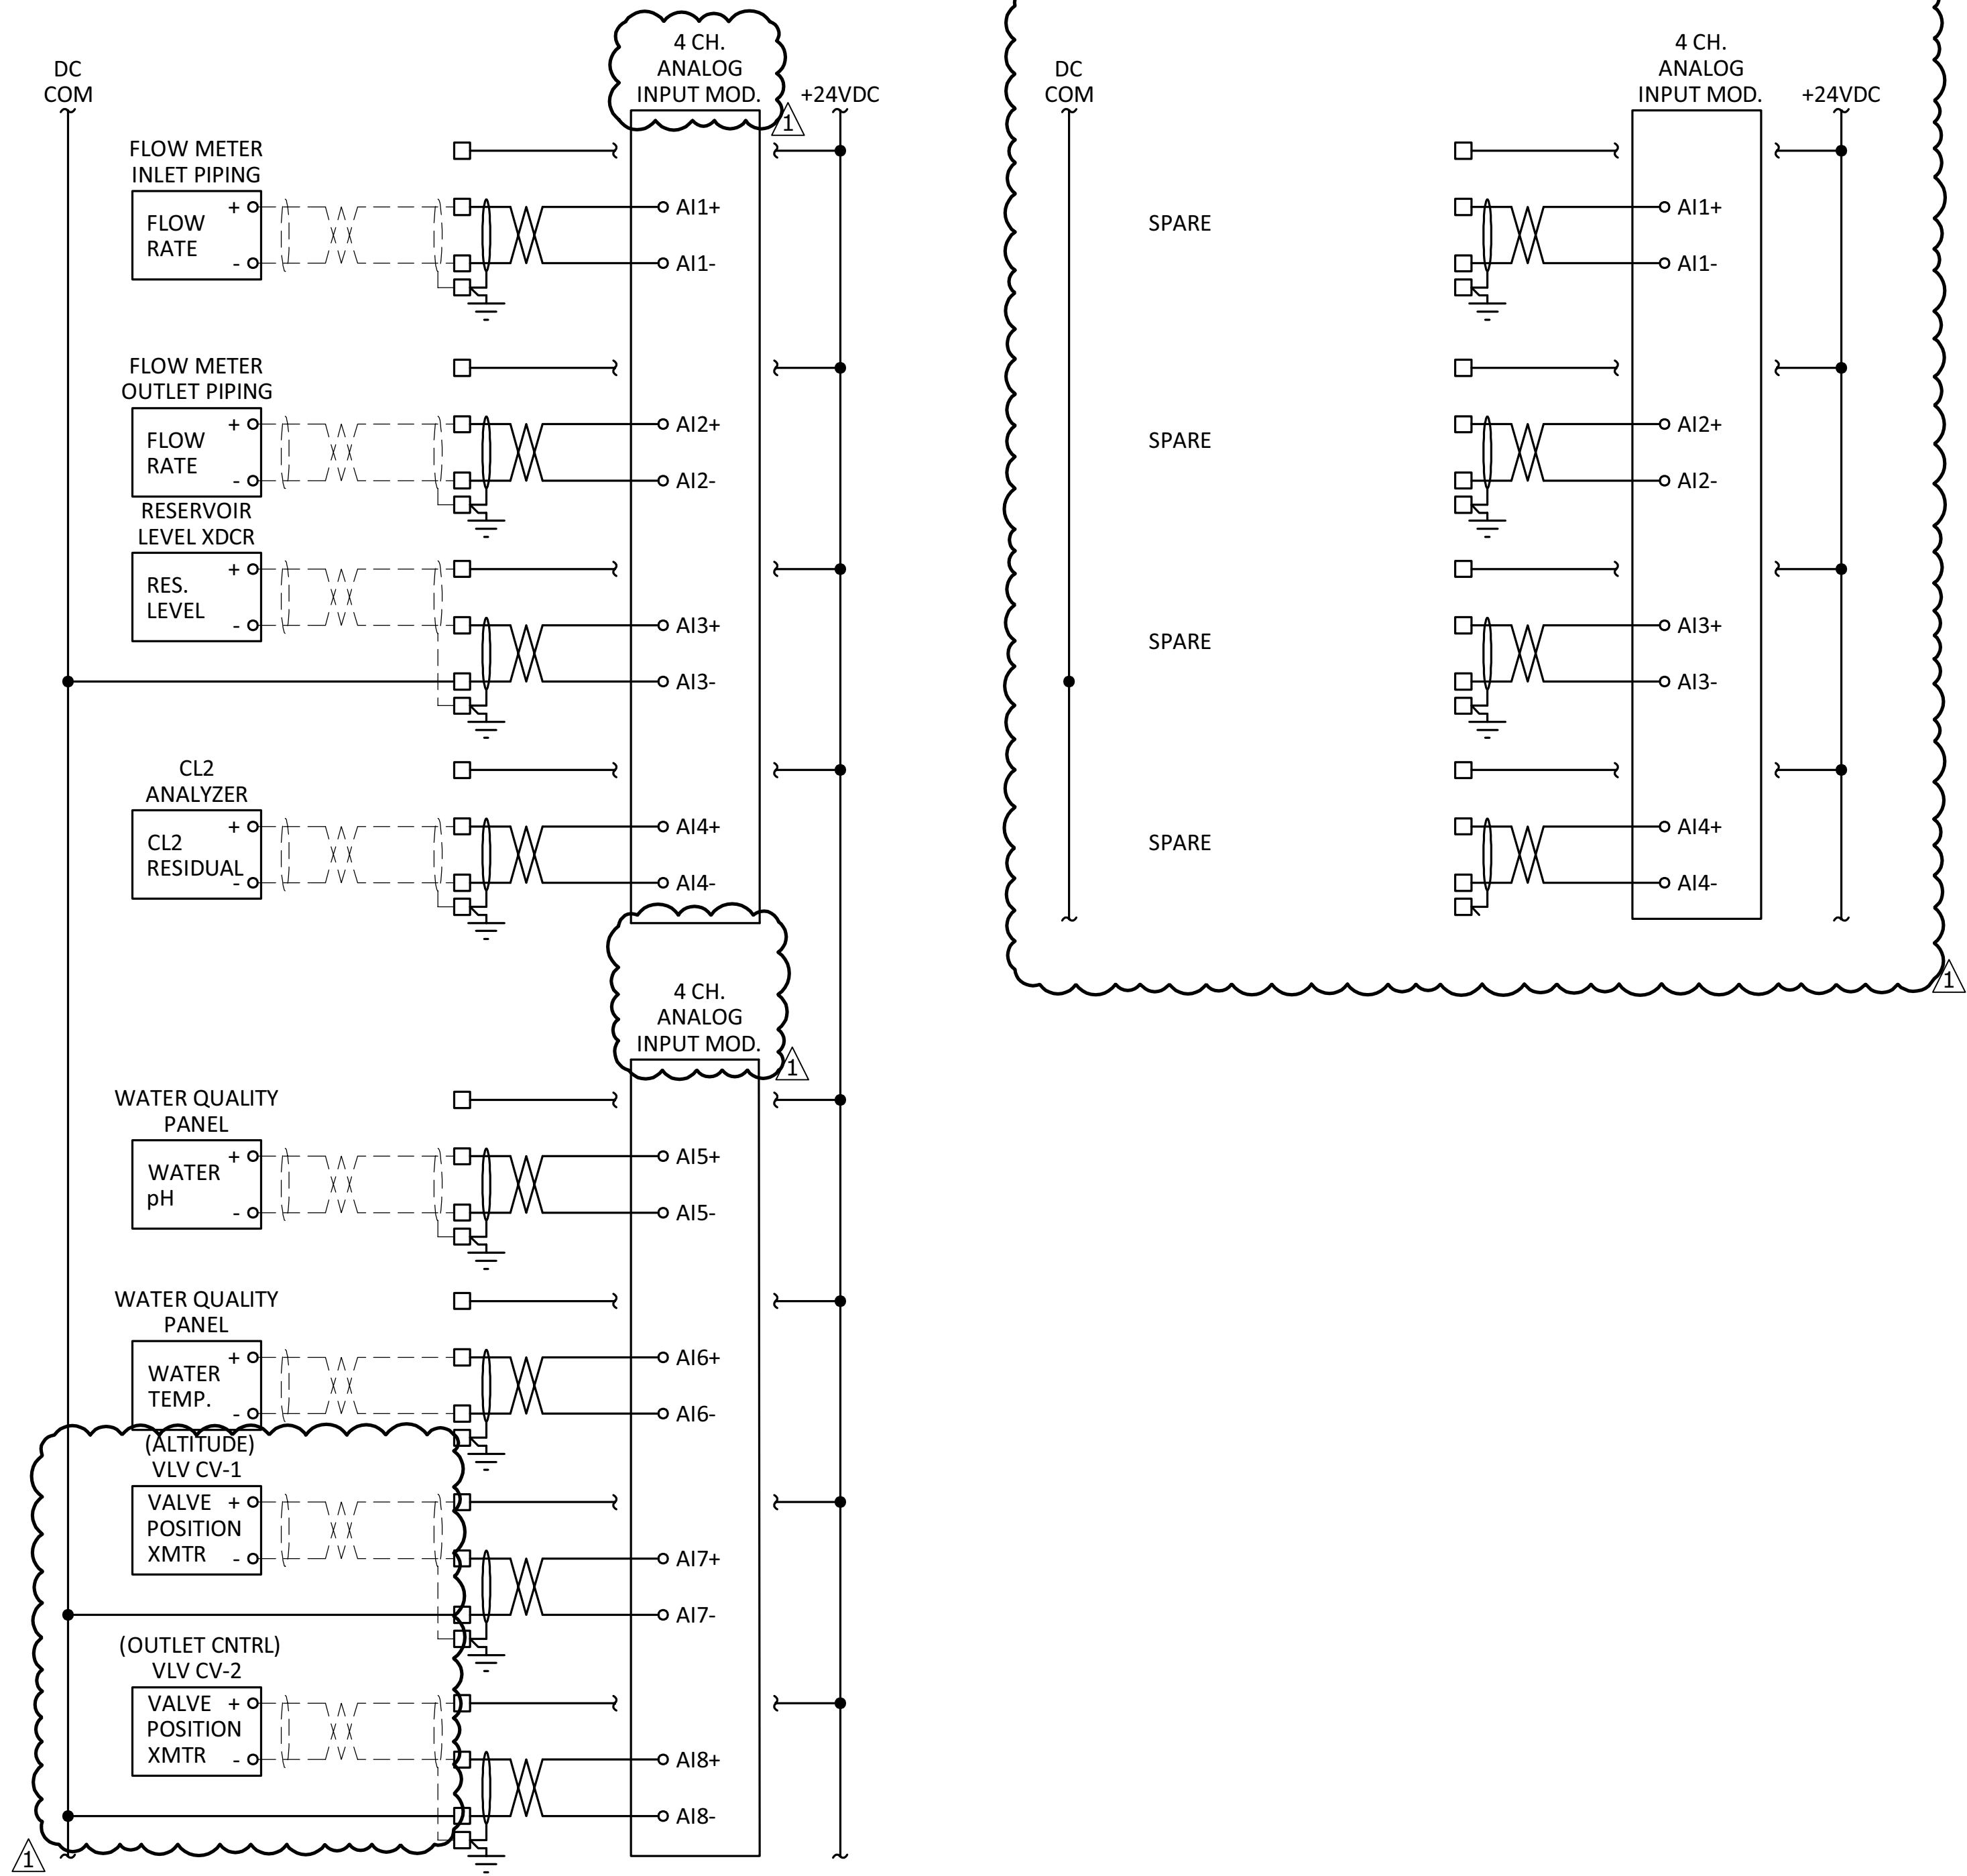 DC
COM
4 CH.
ANALOG
INPUT MOD.
1
+24VDC
FLOW METER
INLET PIPING
FLOW
RATE
+
-
AI1+
AI1-
FLOW METER
OUTLET PIPING
FLOW
RATE
+
-
AI2+
AI2-
RESERVOIR
LEVEL XDCR
RES.
LEVEL
+
-
AI3+
AI3-
CL2
ANALYZER
CL2
RESIDUAL
+
-
AI4+
AI4-
4 CH.
ANALOG
INPUT MOD.
1
WATER QUALITY
PANEL
WATER
pH
+
-
AI5+
AI5-
WATER QUALITY
PANEL
WATER
TEMP.
+
-
AI6+
AI6-
(ALTITUDE)
VLV CV-1
VALVE +
POSITION
XMTR -
AI7+
AI7-
(OUTLET CNTRL)
VLV CV-2
VALVE +
POSITION
XMTR -
AI8+
AI8-
1
DC
COM
4 CH.
ANALOG
INPUT MOD.
+24VDC
SPARE
AI1+
AI1-
SPARE
AI2+
AI2-
SPARE
AI3+
AI3-
SPARE
AI4+
AI4-
1